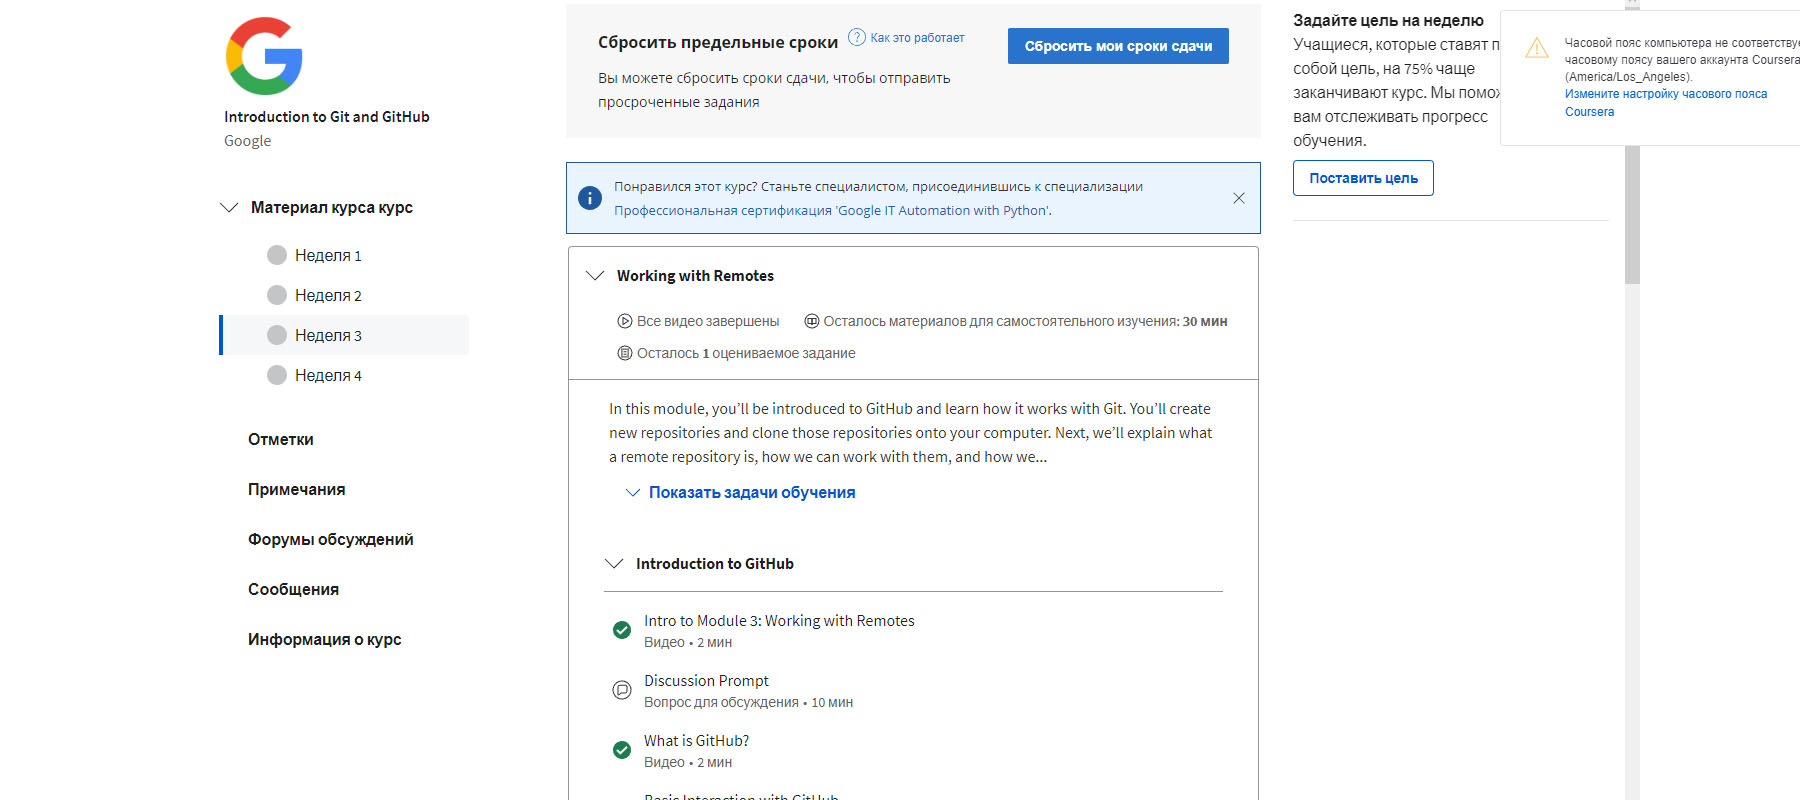 Introduction to Git and GitHub
Google
Материал курса курс
Неделя 1
Неделя 2
Неделя 3
Неделя 4
Отметки
Примечания
Форумы обсуждений
Сообщения
Информация о курс
Сбросить предельные сроки
Как это работает
Вы можете сбросить сроки сдачи, чтобы отправить
просроченные задания
Сбросить мои сроки сдачи
Понравился этот курс? Станьте специалистом, присоединившись к специализации
Профессиональная сертификация 'Google IT Automation with Python'.
Working with Remotes
Все видео завершены
Осталось материалов для самостоятельного изучения: 30 мин
Осталось 1 оцениваемое задание
In this module, you’ll be introduced to GitHub and learn how it works with Git. You’ll create
new repositories and clone those repositories onto your computer. Next, we’ll explain what
a remote repository is, how we can work with them, and how we...
Показать задачи обучения
Introduction to GitHub
Intro to Module 3: Working with Remotes
Видео • 2 мин
Discussion Prompt
Вопрос для обсуждения • 10 мин
What is GitHub?
Видео • 2 мин
Basic Interaction with GitHub
Задайте цель на неделю
Учащиеся, которые ставят п
собой цель, на 75% чаще
заканчивают курс. Мы помо
вам отслеживать прогресс
обучения.
Поставить цель
Часовой пояс компьютера не соответствуе
часовому поясу вашего аккаунта Coursera
(America/Los_Angeles).
Измените настройку часового пояса
Coursera